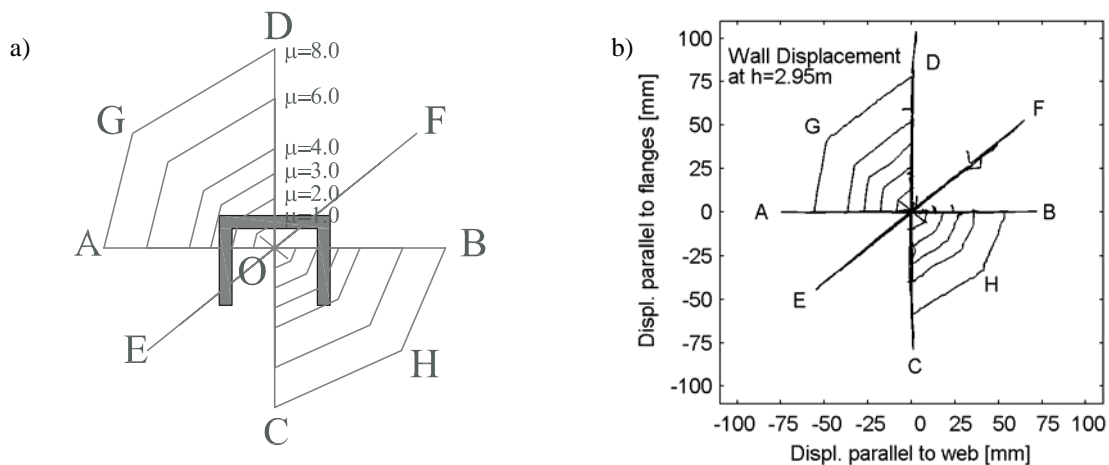 a)
D
μ=8.0
μ=6.0
G
F
μ=4.0
μ=3.0
μ=2.0
μ=1.0
A
O
B
E
H
C
b)
Wall Displacement
at h=2.95m
D
F
G
A
B
E
H
C
Displ. parallel to flanges [mm]
100
75
50
25
0
-25
-50
-75
-100
-100 -75 -50 -25 0 25 50 75 100
Displ. parallel to web [mm]